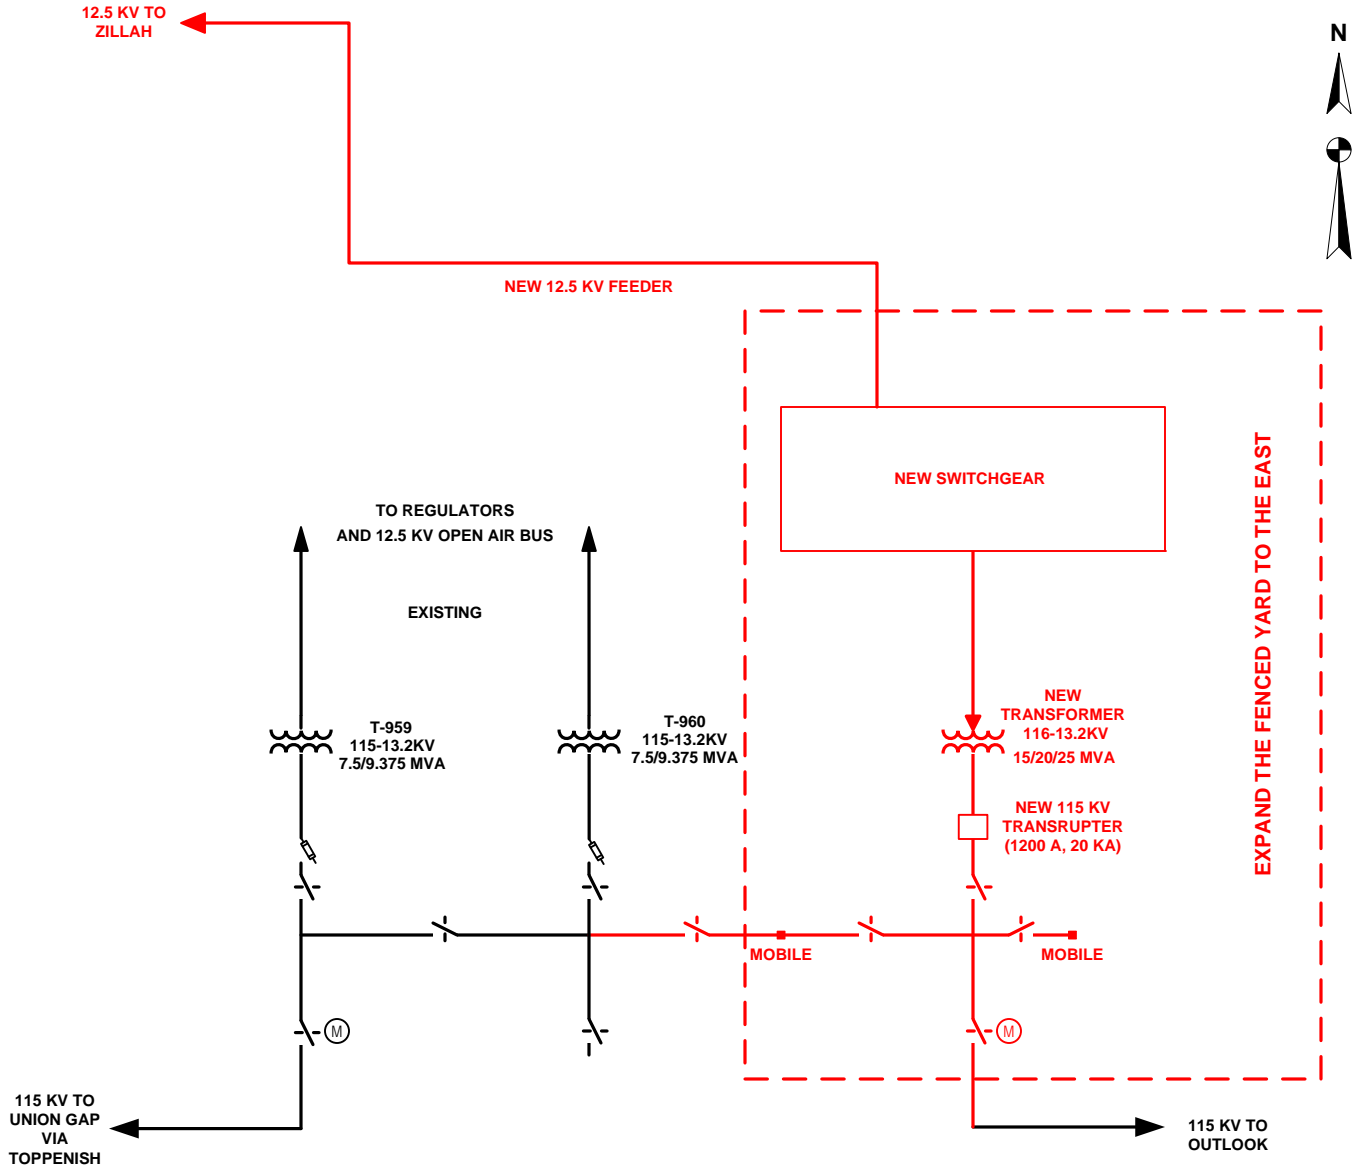 12.5 KV TO
ZILLAH
N
NEW 12.5 KV FEEDER
NEW SWITCHGEAR
EXPAND THE FENCED YARD TO THE EAST
TO REGULATORS
AND 12.5 KV OPEN AIR BUS
EXISTING
T-959
115-13.2KV
7.5/9.375 MVA
T-960
115-13.2KV
7.5/9.375 MVA
NEW
TRANSFORMER
116-13.2KV
15/20/25 MVA
NEW 115 KV
TRANSRUPTER
(1200 A, 20 KA)
MOBILE
MOBILE
M
M
115 KV TO
UNION GAP
VIA
TOPPENISH
115 KV TO
OUTLOOK